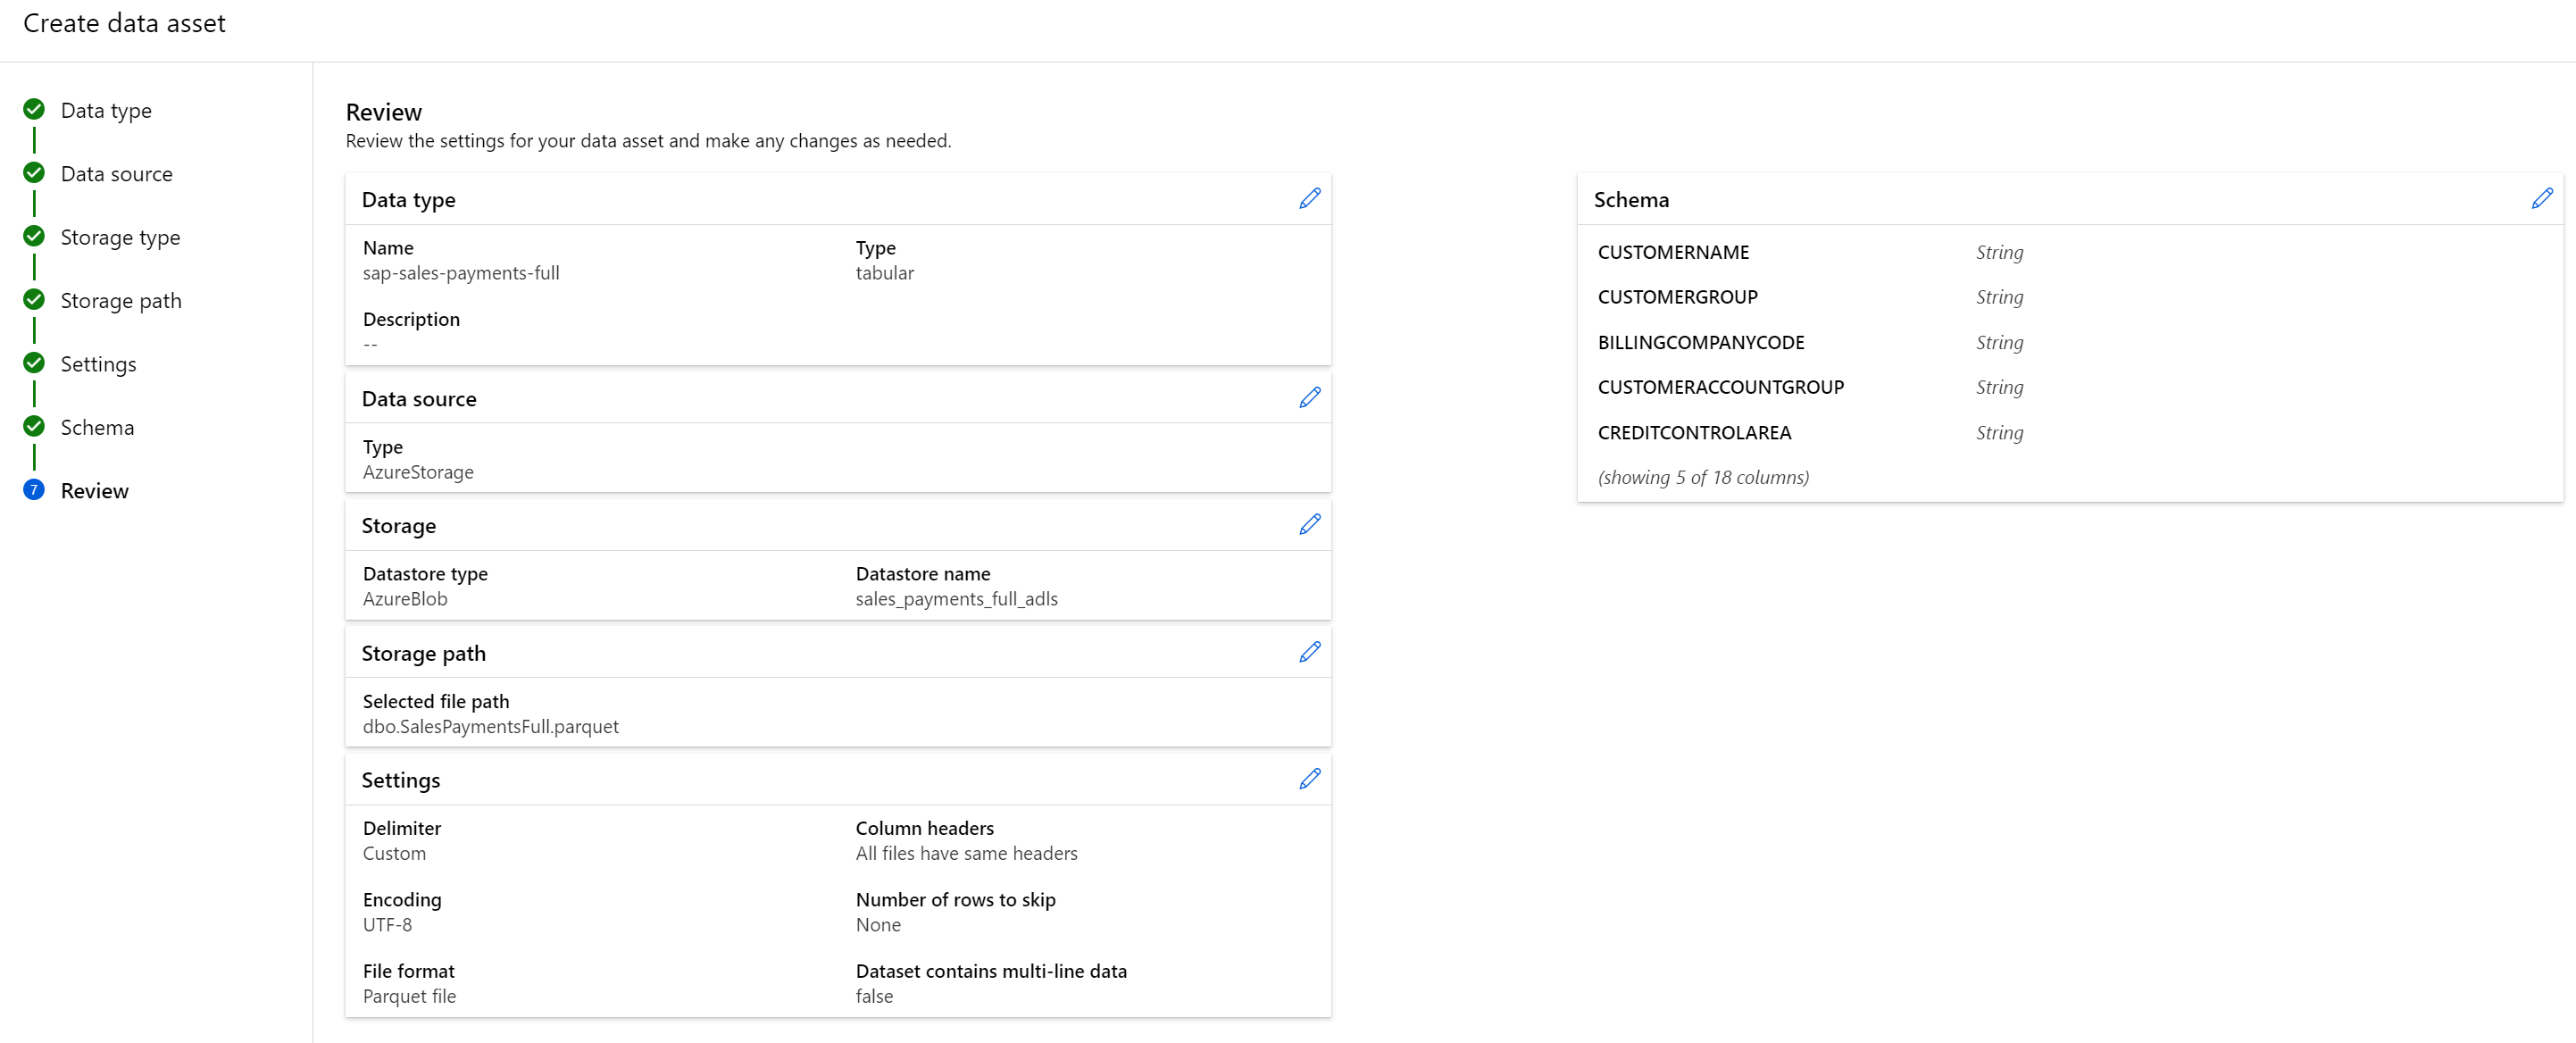 Create data asset
Data type
Data source
Storage type
Storage path
Settings
Schema
7 Review
Review
Review the settings for your data asset and make any changes as needed.
Data type
Name Type
sap-sales-payments-full tabular
Description
--
Data source
Type
AzureStorage
Storage
Datastore type Datastore name
AzureBlob sales_payments_full_adls
Storage path
Selected file path
dbo.SalesPaymentsFull.parquet
Settings
Delimiter Column headers
Custom All files have same headers
Encoding Number of rows to skip
UTF-8 None
File format Dataset contains multi-line data
Parquet file false
Schema
CUSTOMERNAME String
CUSTOMERGROUP String
BILLINGCOMPANYCODE String
CUSTOMERACCOUNTGROUP String
CREDITCONTROLAREA String
(showing 5 of 18 columns)